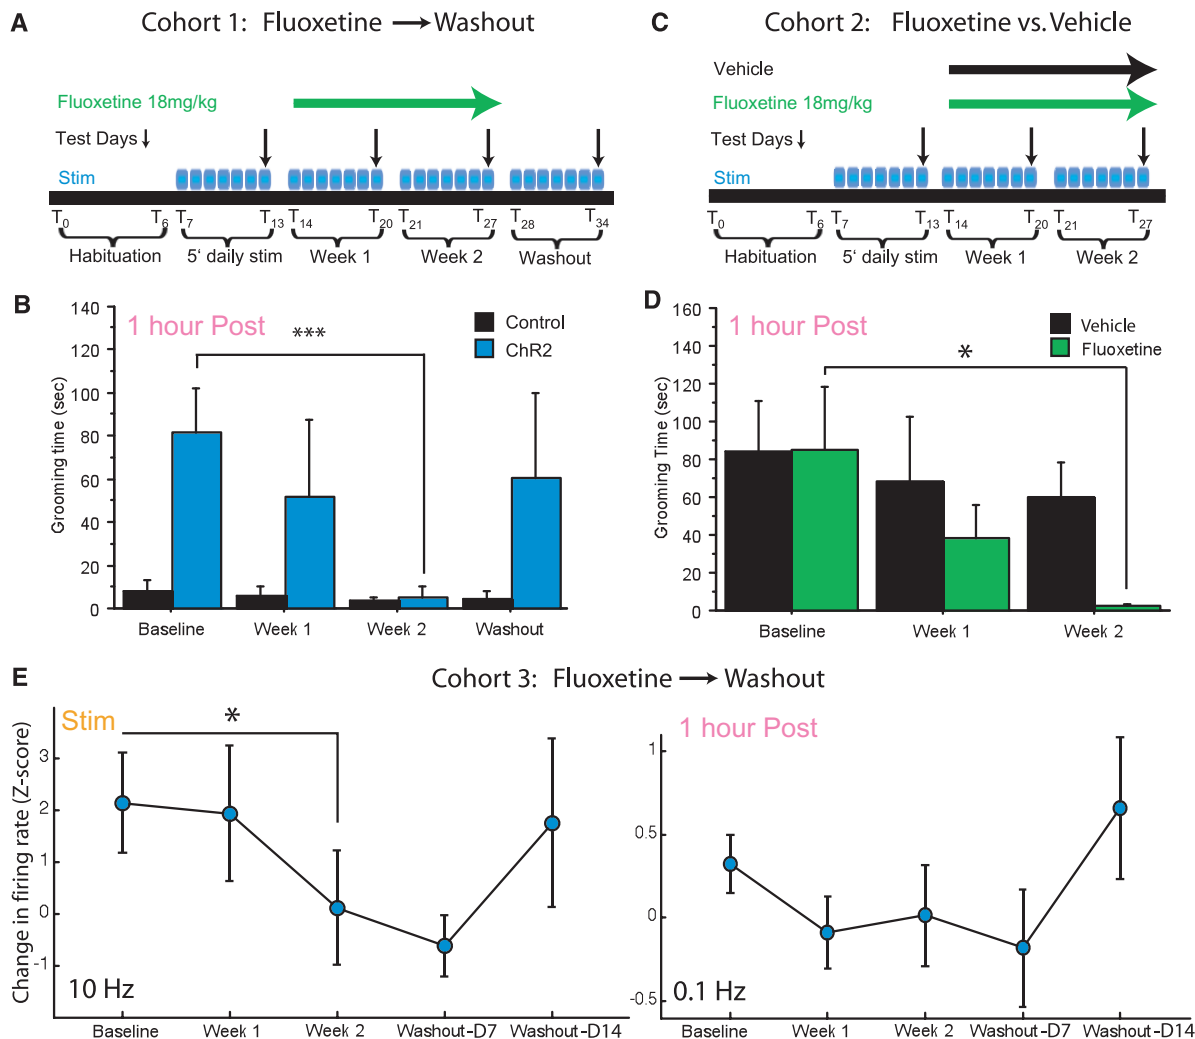 A
Cohort 1: Fluoxetine → Washout
Fluoxetine 18mg/kg
Test Days ↓
Stim
T0 T6 T7 T13 T14 T20 T21 T27 T28 T34
Habituation 5' daily stim Week 1 Week 2 Washout
C
Cohort 2: Fluoxetine vs. Vehicle
Vehicle
Fluoxetine 18mg/kg
Test Days ↓
Stim
T0 T6 T7 T13 T14 T20 T21 T27
Habituation 5' daily stim Week 1 Week 2
B
1 hour Post
***
Control
ChR2
Grooming time (sec)
140
120
100
80
60
40
20
0
Baseline Week 1 Week 2 Washout
D
1 hour Post
*
Vehicle
Fluoxetine
Grooming Time (sec)
160
140
120
100
80
60
40
20
0
Baseline Week 1 Week 2
E
Cohort 3: Fluoxetine → Washout
Stim
*
Change in firing rate (Z-score)
3
2
1
0
-1
10 Hz
Baseline Week 1 Week 2 Washout-D7 Washout-D14
1 hour Post
1
0.5
0
-0.5
0.1 Hz
Baseline Week 1 Week 2 Washout-D7 Washout-D14